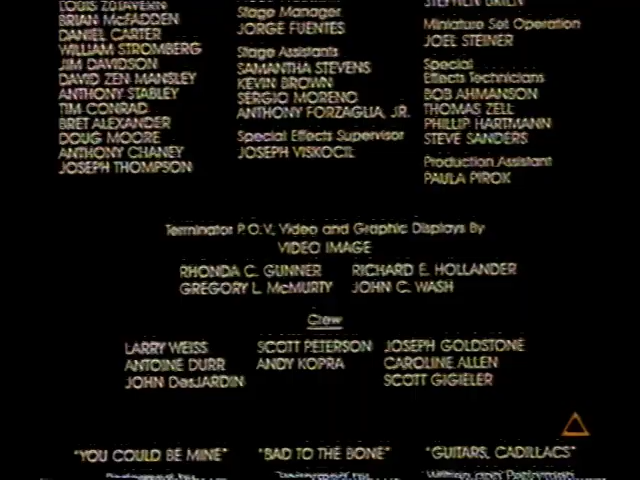 LOUIS ZUTAVERN
BRIAN McFADDEN
DANIEL CARTER
WILLIAM STROMBERG
JIM DAVIDSON
DAVID ZEN MANSLEY
ANTHONY STABLEY
TIM CONRAD
BRET ALEXANDER
DOUG MOORE
ANTHONY CHANEY
JOSEPH THOMPSON
Stage Manager
JORGE FUENTES
Stage Assistants
SAMANTHA STEVENS
KEVIN BROWN
SERGIO MORENO
ANTHONY FORZAGLIA, JR.
Special Effects Supervisor
JOSEPH VISKOCIL
STEPHEN BRIEN
Miniature Set Operation
JOEL STEINER
Special
Effects Technicians
BOB AHMANSON
THOMAS ZELL
PHILLIP HARTMANN
STEVE SANDERS
Production Assistant
PAULA PIROK
Terminator P.O.V., Video and Graphic Displays By
VIDEO IMAGE
RHONDA C. GUNNER RICHARD E. HOLLANDER
GREGORY L. McMURTY JOHN C. WASH
Crew
LARRY WEISS SCOTT PETERSON JOSEPH GOLDSTONE
ANTOINE DURR ANDY KOPRA CAROLINE ALLEN
JOHN DesJARDIN SCOTT GIGIELER
"YOU COULD BE MINE" "BAD TO THE BONE" "GUITARS, CADILLACS"